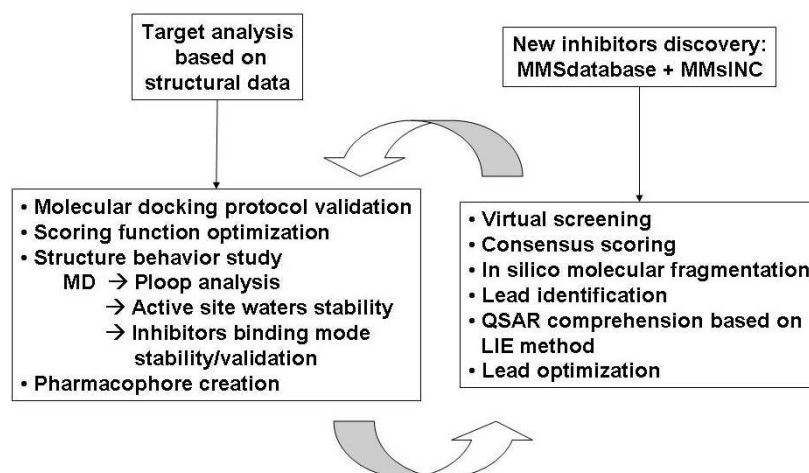 Target analysis
based on
structural data
New inhibitors discovery:
MMSdatabase + MMsINC
• Molecular docking protocol validation
• Scoring function optimization
• Structure behavior study
MD → Ploop analysis
→ Active site waters stability
→ Inhibitors binding mode
stability/validation
• Pharmacophore creation
• Virtual screening
• Consensus scoring
• In silico molecular fragmentation
• Lead identification
• QSAR comprehension based on
LIE method
• Lead optimization